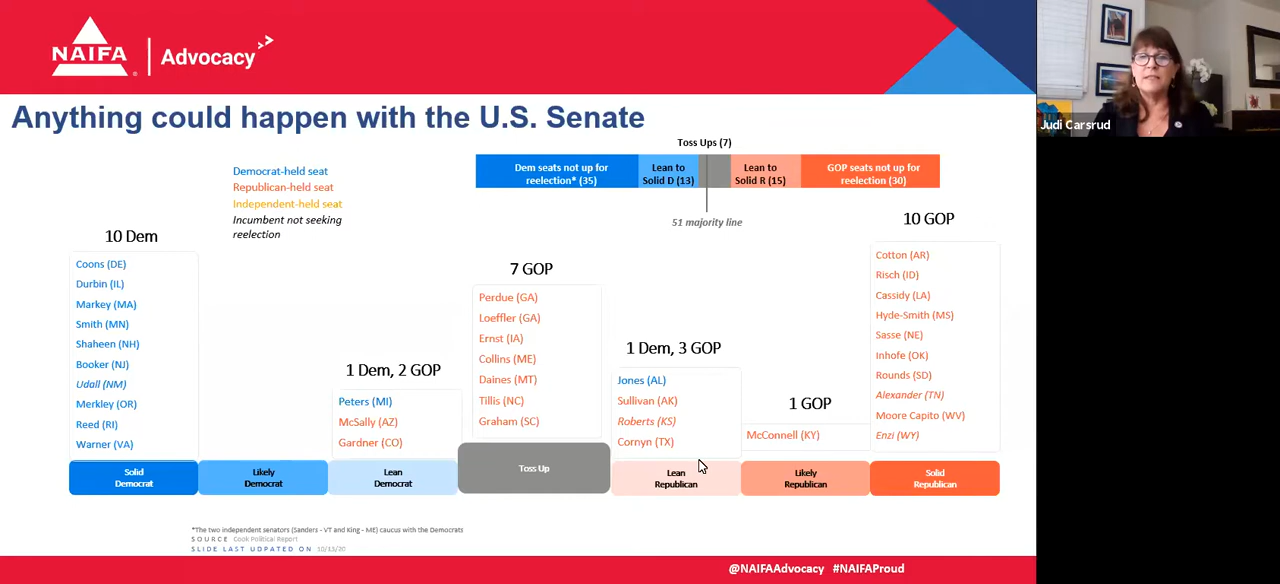 NAIFA
Advocacy
Judi Carsrud
Anything could happen with the U.S. Senate
Democrat-held seat
Republican-held seat
Independent-held seat
Incumbent not seeking
reelection
Toss Ups (7)
Dem seats not up for
reelection* (35)
Lean to
Solid D (13)
Lean to
Solid R (15)
GOP seats not up for
reelection (30)
51 majority line
10 Dem
Coons (DE)
Durbin (IL)
Markey (MA)
Smith (MN)
Shaheen (NH)
Booker (NJ)
Udall (NM)
Merkley (OR)
Reed (RI)
Warner (VA)
Solid
Democrat
Likely
Democrat
1 Dem, 2 GOP
Peters (MI)
McSally (AZ)
Gardner (CO)
Lean
Democrat
7 GOP
Perdue (GA)
Loeffler (GA)
Ernst (IA)
Collins (ME)
Daines (MT)
Tillis (NC)
Graham (SC)
Toss Up
1 Dem, 3 GOP
Jones (AL)
Sullivan (AK)
Roberts (KS)
Cornyn (TX)
Lean
Republican
1 GOP
McConnell (KY)
Likely
Republican
10 GOP
Cotton (AR)
Risch (ID)
Cassidy (LA)
Hyde-Smith (MS)
Sasse (NE)
Inhofe (OK)
Rounds (SD)
Alexander (TN)
Moore Capito (WV)
Enzi (WY)
Solid
Republican
*The two independent senators (Sanders - VT and King - ME) caucus with the Democrats
SOURCE Cook Political Report
SLIDE LAST UDPATED ON 10/13/20
@NAIFAAdvocacy #NAIFAProud